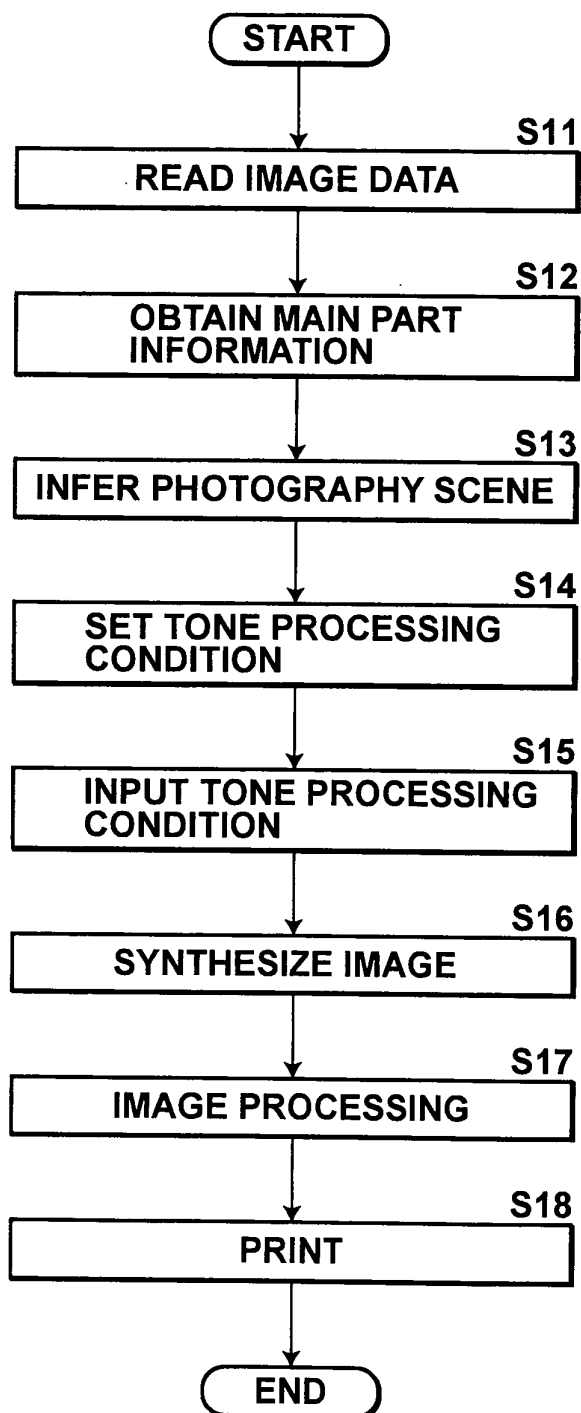 START
S11
READ IMAGE DATA
S12
OBTAIN MAIN PART
INFORMATION
S13
INFER PHOTOGRAPHY SCENE
S14
SET TONE PROCESSING
CONDITION
S15
INPUT TONE PROCESSING
CONDITION
S16
SYNTHESIZE IMAGE
S17
IMAGE PROCESSING
S18
PRINT
END